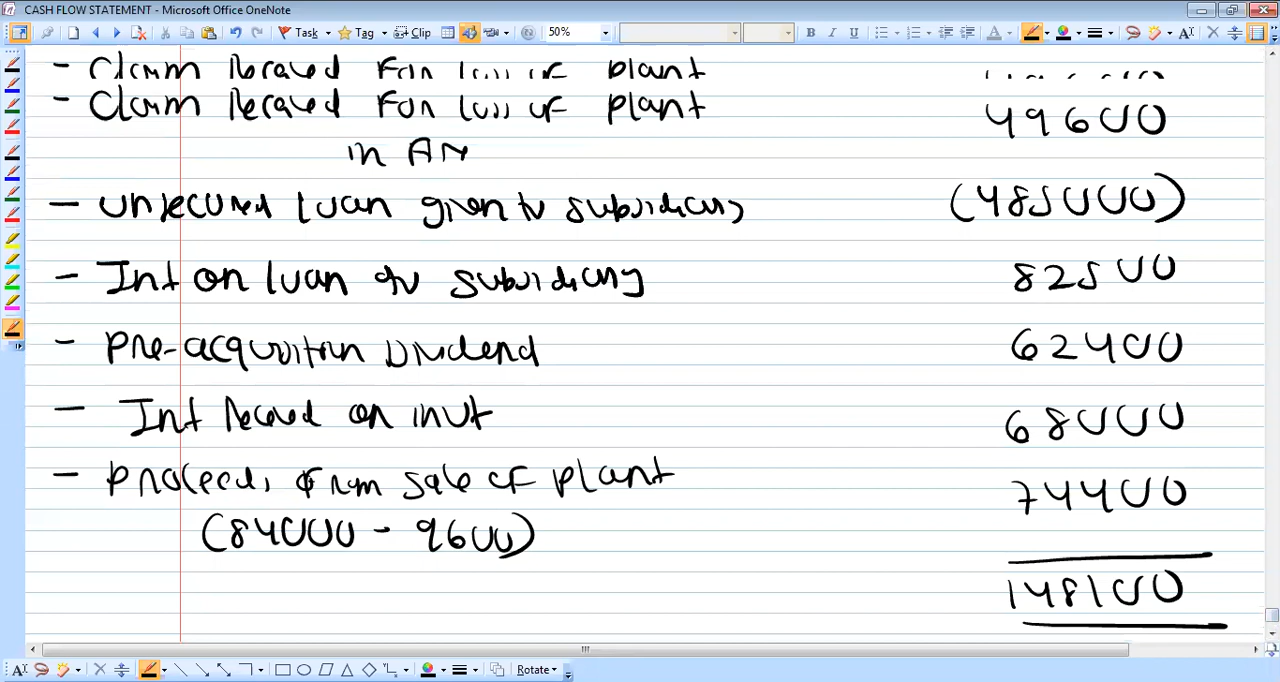 CASH FLOW STATEMENT - Microsoft Office OneNote
Task Tag Clip 50% B I U
- Claim Received For loss of plant
- Claim Received For loss of plant 49600
in AN
- Unsecured loan given to subsidiary (485000)
- Int on loan to subsidiary 82500
- Pre-acquisition Dividend 62400
- Int Received on invt 68000
- Proceeds from sale of plant 74400
(84000 - 9600)
148100
Rotate